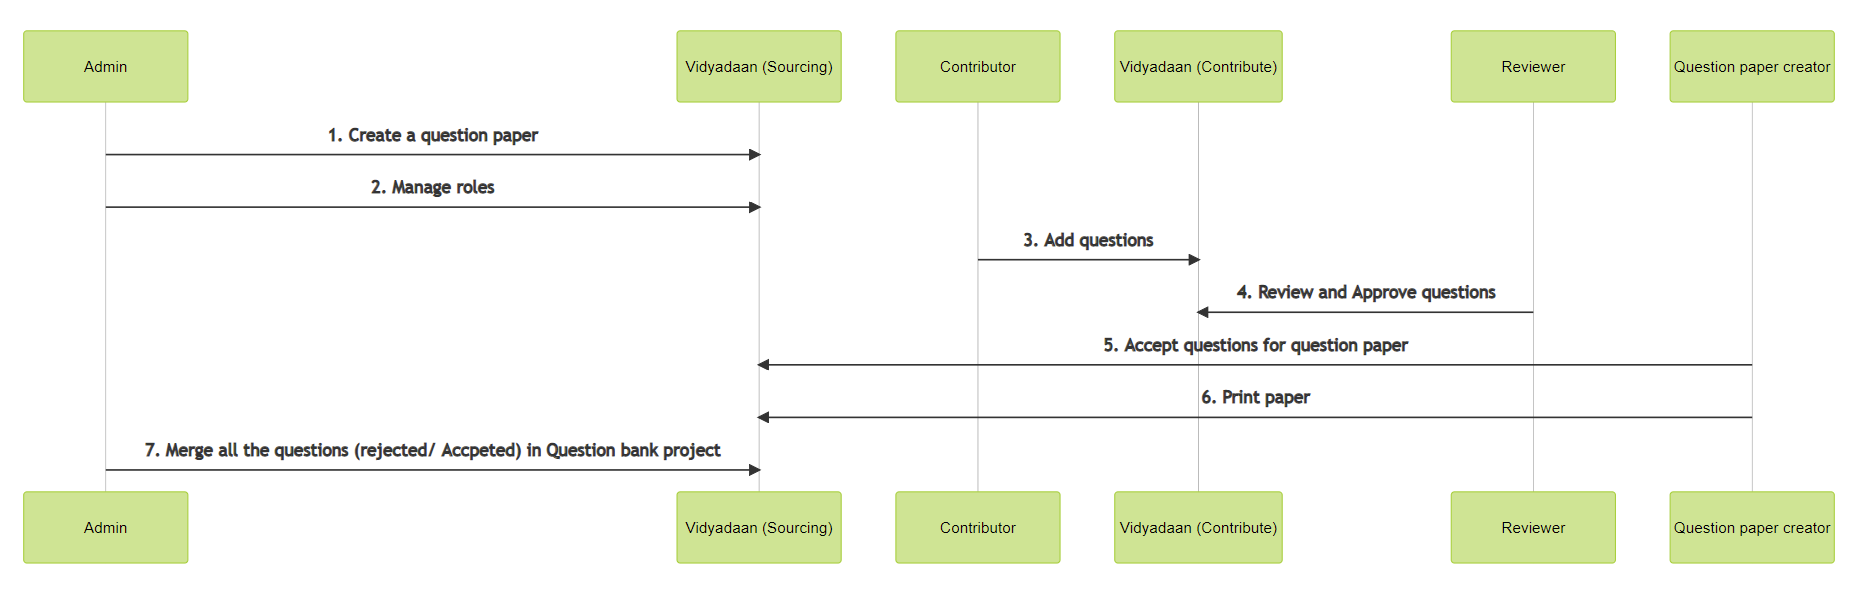 Admin
Vidyadaan (Sourcing)
Contributor
Vidyadaan (Contribute)
Reviewer
Question paper creator
1. Create a question paper
2. Manage roles
3. Add questions
4. Review and Approve questions
5. Accept questions for question paper
6. Print paper
7. Merge all the questions (rejected/ Accpeted) in Question bank project
Admin
Vidyadaan (Sourcing)
Contributor
Vidyadaan (Contribute)
Reviewer
Question paper creator